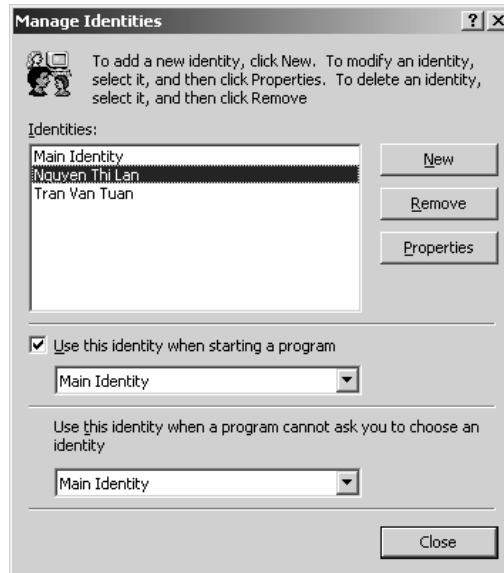 Manage Identities
To add a new identity, click New. To modify an identity,
select it, and then click Properties. To delete an identity,
select it, and then click Remove
Identities:
Main Identity
Nguyen Thi Lan
Tran Van Tuan
New
Remove
Properties
Use this identity when starting a program
Main Identity
Use this identity when a program cannot ask you to choose an
identity
Main Identity
Close